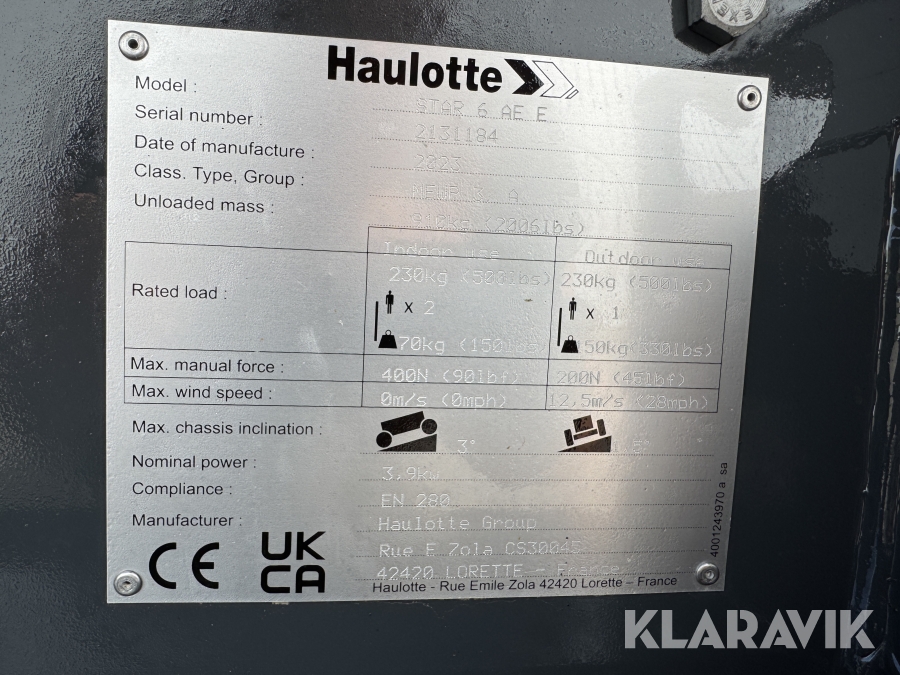 Haulotte
Model : STAR 6 AE E
Serial number : 2131184
Date of manufacture : 2023
Class. Type, Group : A
Unloaded mass : 910kg (2006lbs)
Indoor use Outdoor use
Rated load : 230kg (500lbs) 230kg (500lbs)
x 2 x 1
70kg (150lbs) 150kg(330lbs)
Max. manual force : 400N (90lbf) 200N (45lbf)
Max. wind speed : 0m/s (0mph) 12,5m/s (28mph)
Max. chassis inclination : 3°
Nominal power : 3,9kW
Compliance : EN 280
Manufacturer : Haulotte Group
Rue E Zola CS30045
42420 LORETTE - France
CE UK
CA
Haulotte - Rue Emile Zola 42420 Lorette – France
4001243970 a sa
KLARAVIK